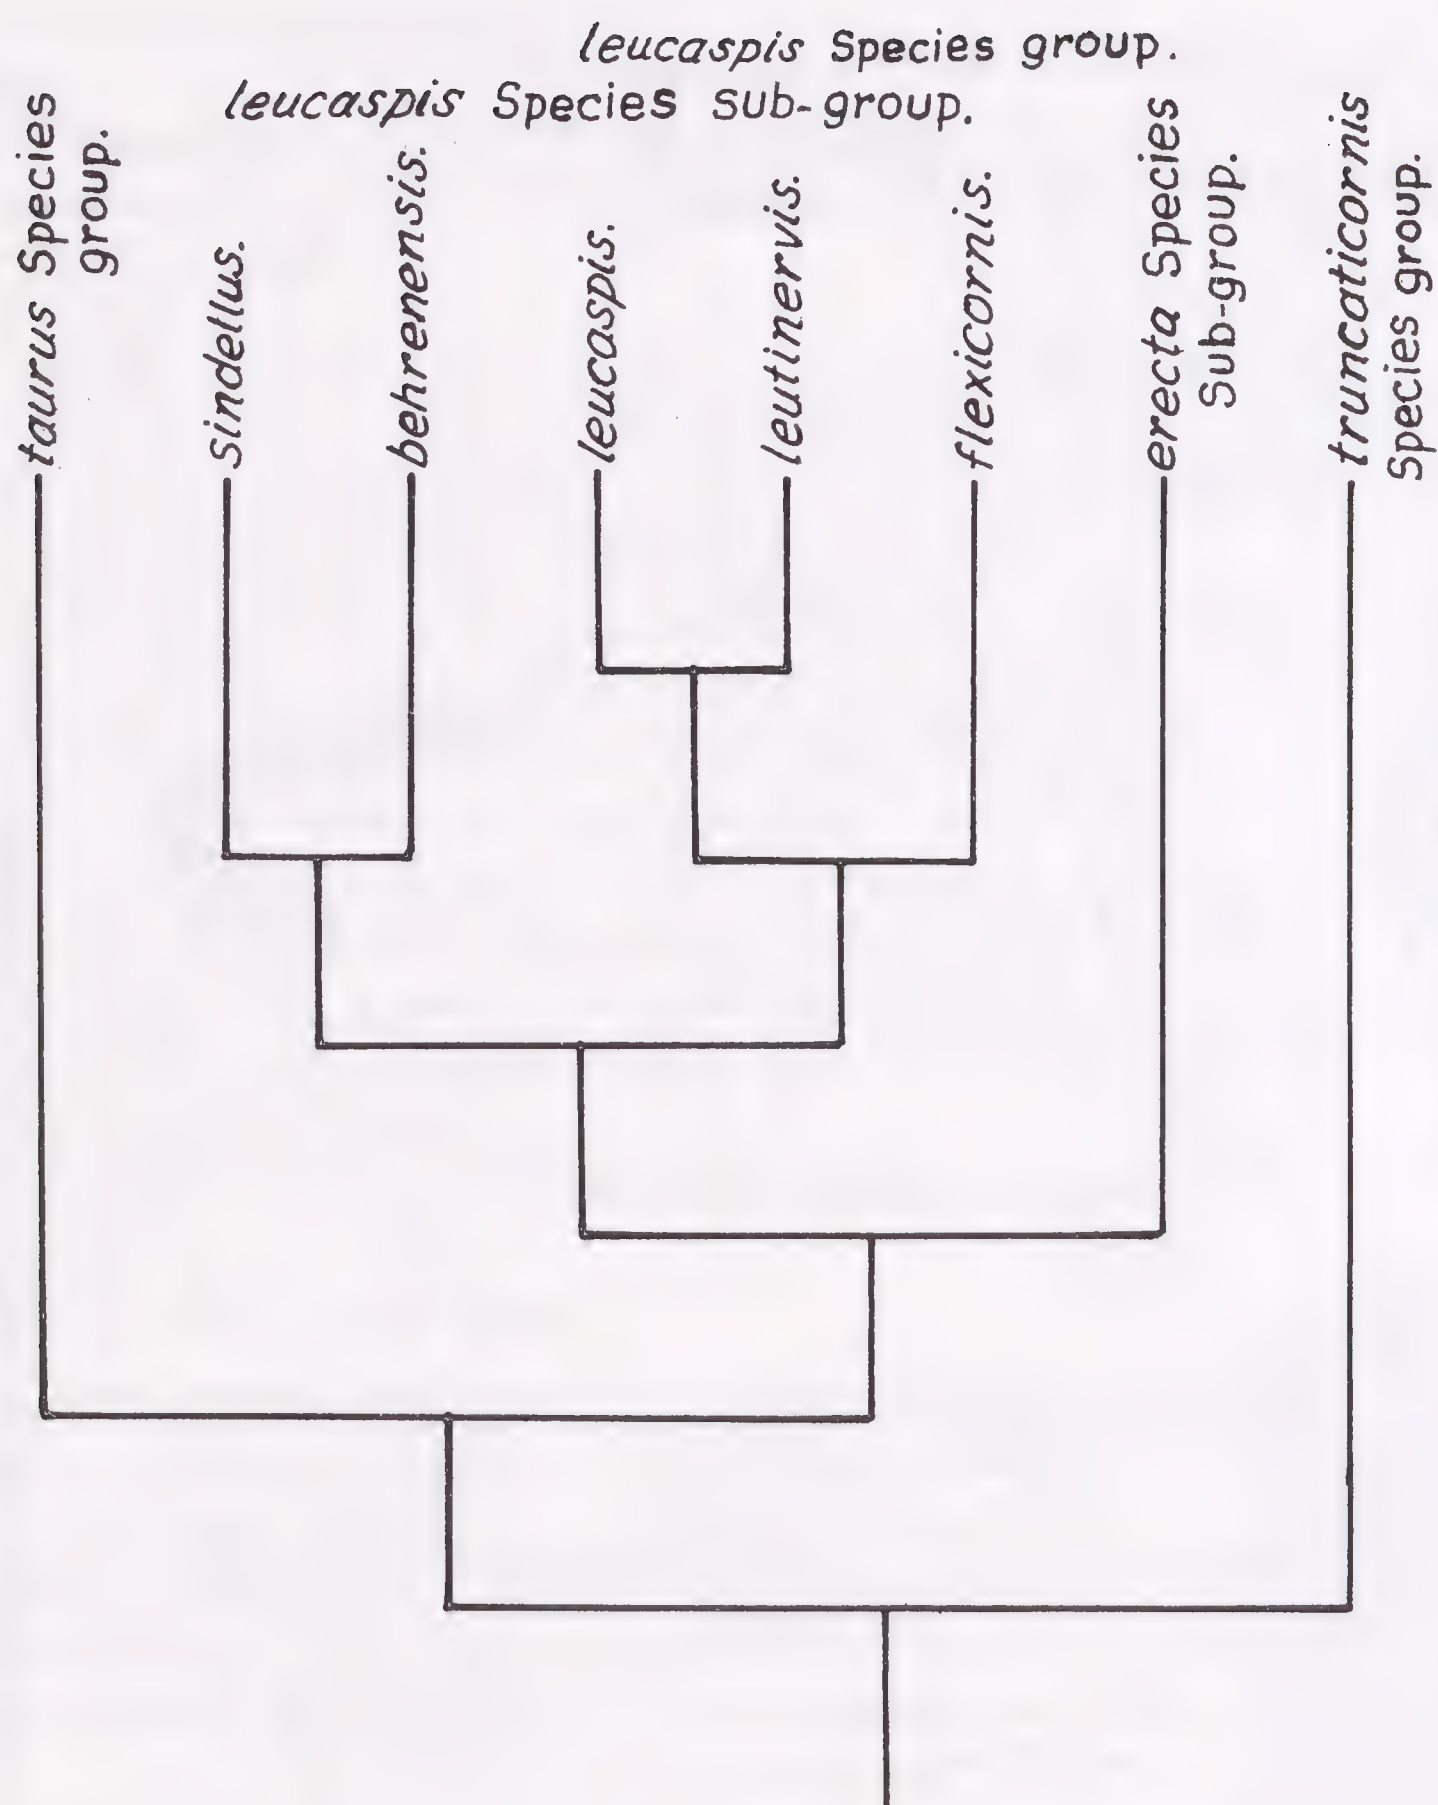 leucaspis Species group.
leucaspis Species sub-group.
taurus Species
group.
sindellus.
behrenensis.
leucaspis.
leutinervis.
flexicornis.
erecta Species
Sub-group.
truncaticornis
Species group.